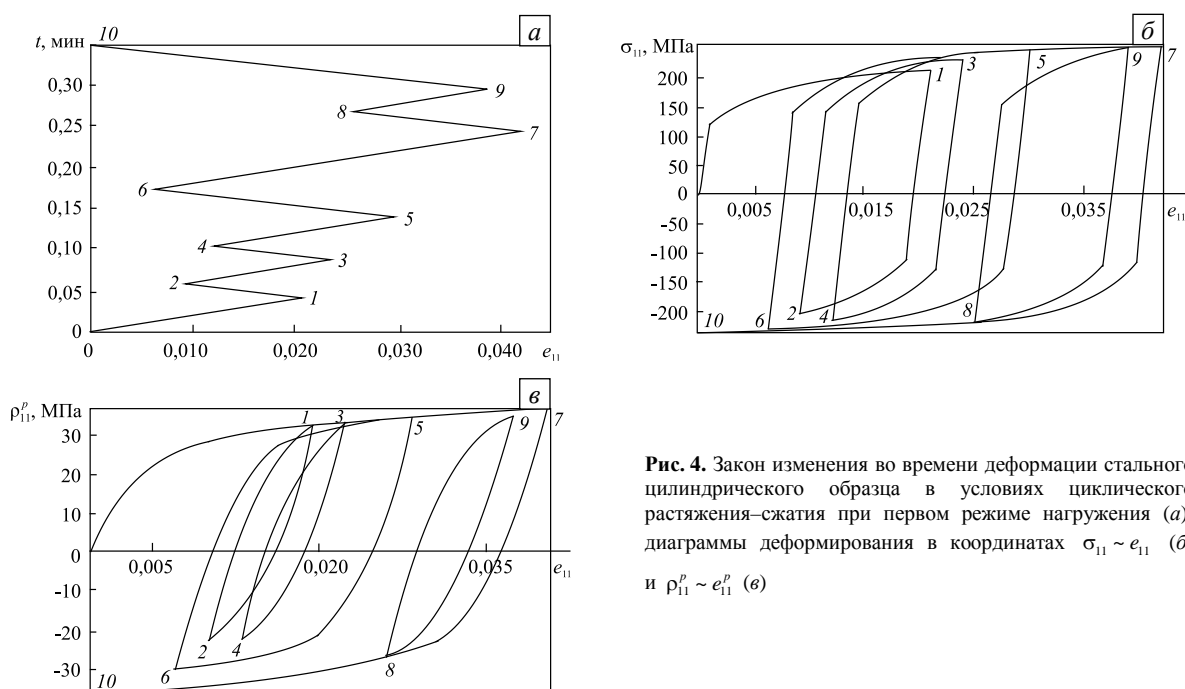 а
t, мин
10
0,30
9
8
0,25
7
0,20
6
0,15
5
0,10
4
3
2
0,05
1
0
0 0,010 0,020 0,030 0,040 e₁₁
б
σ₁₁, МПа
200
1 3 5 9 7
150
100
50
0
0,005 0,015 0,025 0,035 e₁₁
-50
-100
-150
-200
2 4 8
10 6
в
ρ₁₁ᵖ, МПа
30
1 3 5 9 7
20
10
0
0,005 0,020 0,035 e₁₁
-10
-20
2 4
-30
6 8
10
Рис. 4. Закон изменения во времени деформации стального
цилиндрического образца в условиях циклического
растяжения–сжатия при первом режиме нагружения (а)
диаграммы деформирования в координатах σ₁₁ ~ e₁₁ (б
и ρ₁₁ᵖ ~ e₁₁ᵖ (в)